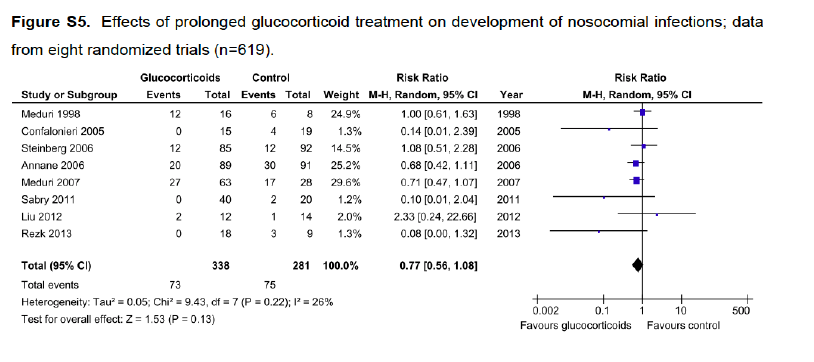 Figure S5. Effects of prolonged glucocorticoid treatment on development of nosocomial infections; data
from eight randomized trials (n=619).
Glucocorticoids Control Risk Ratio Risk Ratio
Study or Subgroup Events Total Events Total Weight M-H, Random, 95% CI Year M-H, Random, 95% CI
Meduri 1998 12 16 6 8 24.9% 1.00 [0.61, 1.63] 1998
Confalonieri 2005 0 15 4 19 1.3% 0.14 [0.01, 2.39] 2005
Steinberg 2006 12 85 12 92 14.5% 1.08 [0.51, 2.28] 2006
Annane 2006 20 89 30 91 25.2% 0.68 [0.42, 1.11] 2006
Meduri 2007 27 63 17 28 29.6% 0.71 [0.47, 1.07] 2007
Sabry 2011 0 40 2 20 1.2% 0.10 [0.01, 2.04] 2011
Liu 2012 2 12 1 14 2.0% 2.33 [0.24, 22.66] 2012
Rezk 2013 0 18 3 9 1.3% 0.08 [0.00, 1.32] 2013
Total (95% CI) 338 281 100.0% 0.77 [0.56, 1.08]
Total events 73 75
Heterogeneity: Tau² = 0.05; Chi² = 9.43, df = 7 (P = 0.22); I² = 26%
Test for overall effect: Z = 1.53 (P = 0.13)
0.002 0.1 1 10 500
Favours glucocorticoids Favours control